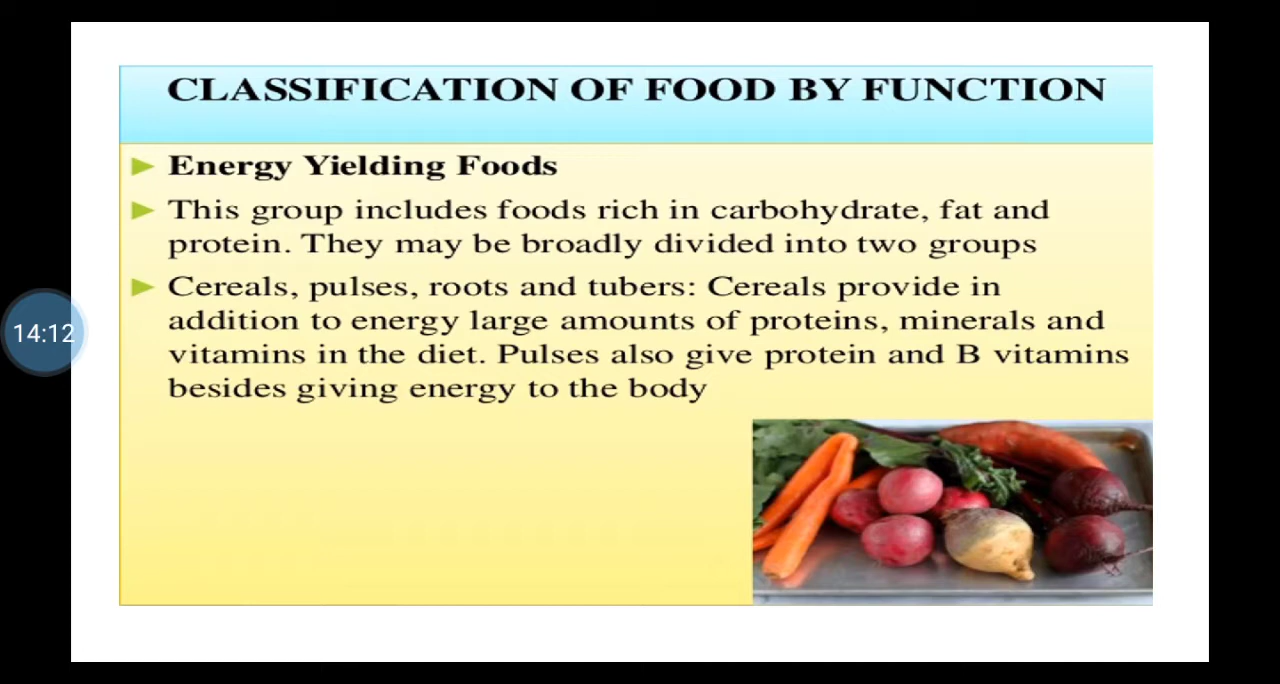 CLASSIFICATION OF FOOD BY FUNCTION
Energy Yielding Foods
This group includes foods rich in carbohydrate, fat and
protein. They may be broadly divided into two groups
Cereals, pulses, roots and tubers: Cereals provide in
addition to energy large amounts of proteins, minerals and
vitamins in the diet. Pulses also give protein and B vitamins
besides giving energy to the body
14:12